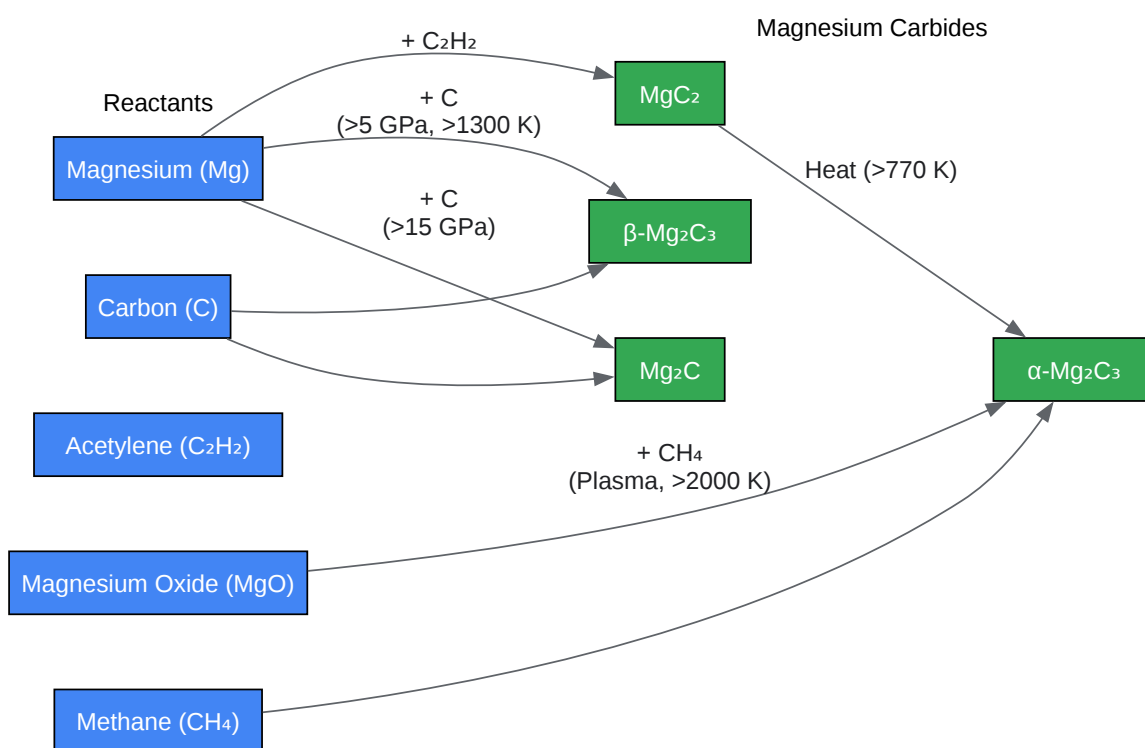 Magnesium Carbides
+ C₂H₂
MgC₂
Reactants
+ C
(>5 GPa, >1300 K)
Magnesium (Mg)
Heat (>770 K)
+ C
(>15 GPa)
β-Mg₂C₃
Carbon (C)
Mg₂C
α-Mg₂C₃
Acetylene (C₂H₂)
+ CH₄
(Plasma, >2000 K)
Magnesium Oxide (MgO)
Methane (CH₄)